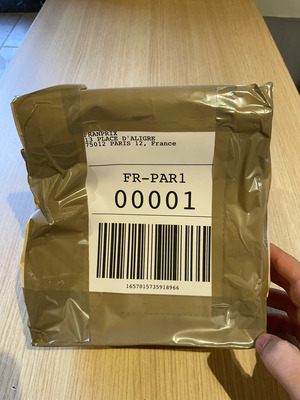 FRANPRIX
13 PLACE D'ALIGRE
75012 PARIS 12, France
FR-PAR1
00001
1657015735918966